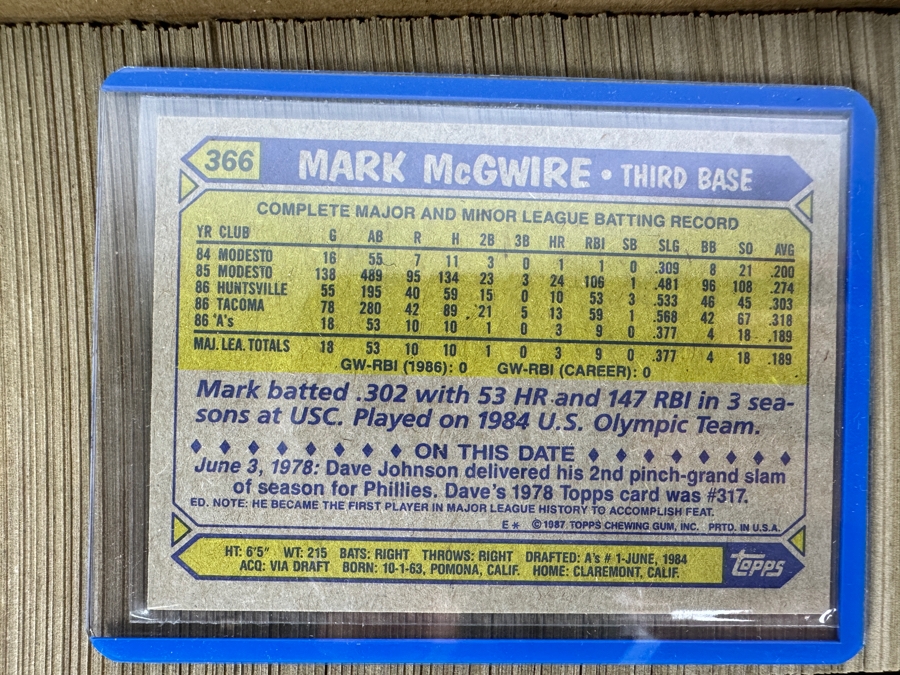 366 MARK McGWIRE • THIRD BASE
COMPLETE MAJOR AND MINOR LEAGUE BATTING RECORD
YR CLUB G AB R H 2B 3B HR RBI SB SLG BB SO AVG
84 MODESTO 16 55 7 11 3 0 1 1 0 .309 8 21 .200
85 MODESTO 138 489 95 134 23 3 24 106 1 .481 96 108 .274
86 HUNTSVILLE 55 195 40 59 15 0 10 53 3 .533 46 45 .303
86 TACOMA 78 280 42 89 21 5 13 59 1 .568 42 67 .318
86 'A's 18 53 10 10 1 0 3 9 0 .377 4 18 .189
MAJ. LEA. TOTALS 18 53 10 10 1 0 3 9 0 .377 4 18 .189
GW-RBI (1986): 0 GW-RBI (CAREER): 0
Mark batted .302 with 53 HR and 147 RBI in 3 sea-
sons at USC. Played on 1984 U.S. Olympic Team.
ON THIS DATE
June 3, 1978: Dave Johnson delivered his 2nd pinch-grand slam
of season for Phillies. Dave's 1978 Topps card was #317.
ED. NOTE: HE BECAME THE FIRST PLAYER IN MAJOR LEAGUE HISTORY TO ACCOMPLISH FEAT.
E* ©1987 TOPPS CHEWING GUM, INC. PRTD. IN U.S.A.
HT: 6'5" WT: 215 BATS: RIGHT THROWS: RIGHT DRAFTED: A's # 1-JUNE, 1984
ACQ: VIA DRAFT BORN: 10-1-63, POMONA, CALIF. HOME: CLAREMONT, CALIF.
topps